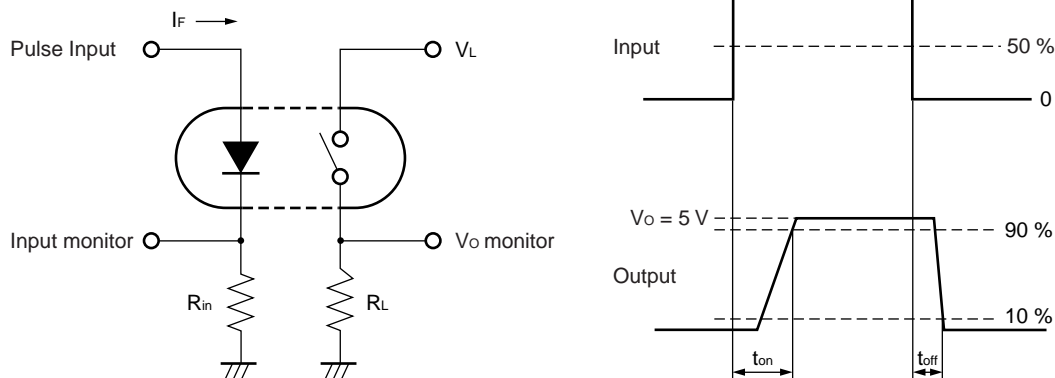 IF
Pulse Input
VL
Input monitor
VO monitor
Rin
RL
Input
50 %
0
VO = 5 V
90 %
Output
10 %
ton
toff